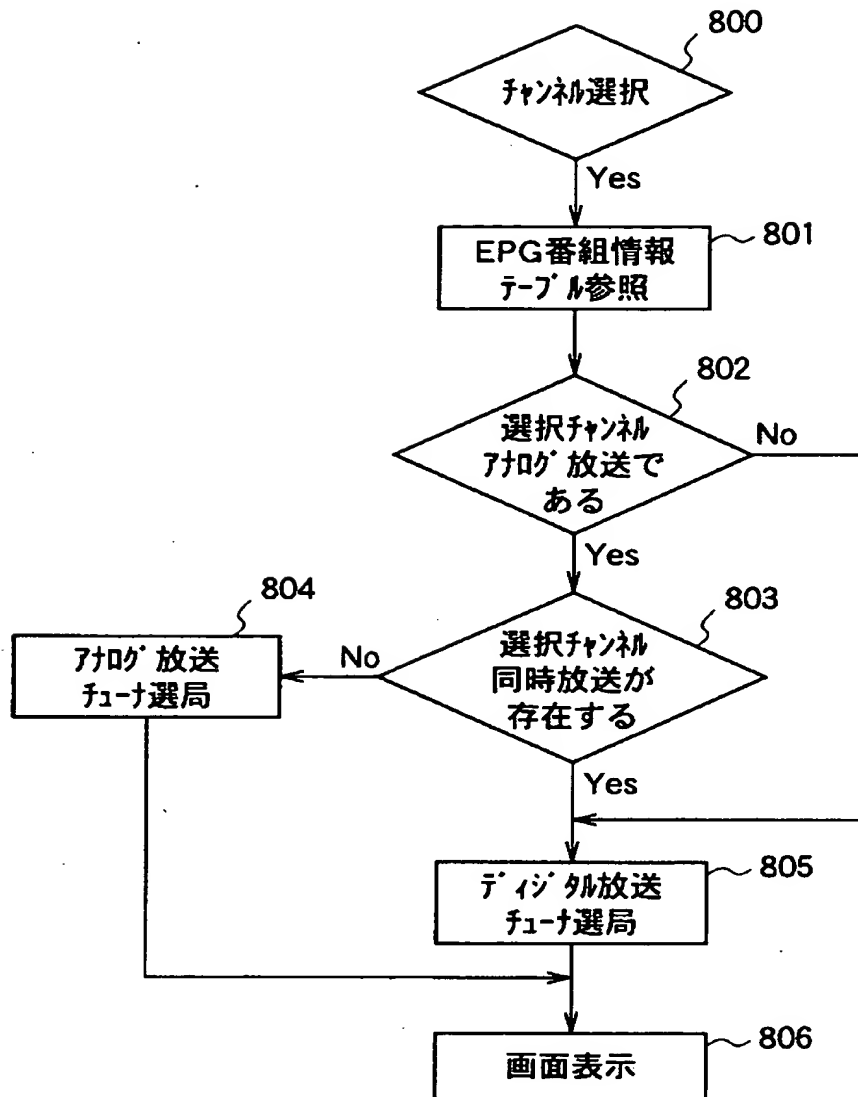 800
チャンネル選択
Yes
EPG番組情報
テーブル参照
801
802
選択チャンネル
アナログ放送で
ある
No
Yes
804
アナログ放送
チューナ選局
No
803
選択チャンネル
同時放送が
存在する
Yes
ディジタル放送
チューナ選局
805
画面表示
806